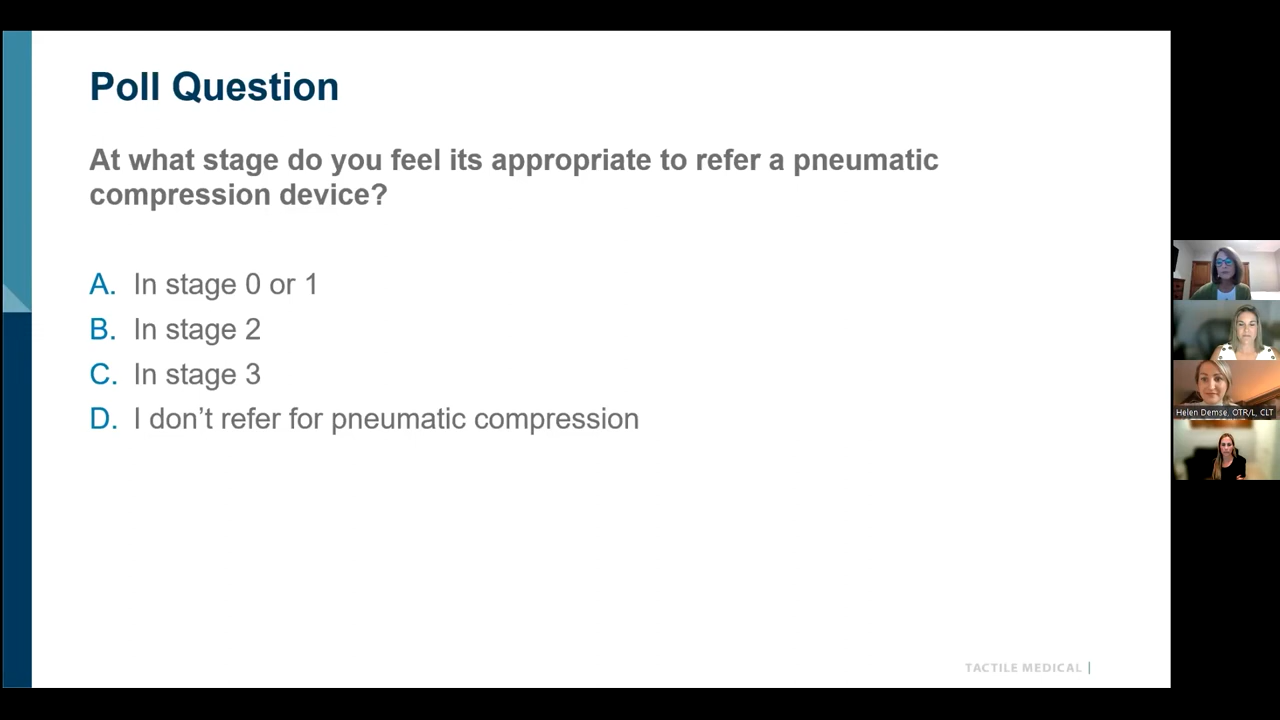 Poll Question
At what stage do you feel its appropriate to refer a pneumatic
compression device?
A. In stage 0 or 1
B. In stage 2
C. In stage 3
D. I don’t refer for pneumatic compression
Helen Demse, OTR/L, CLT
TACTILE MEDICAL |